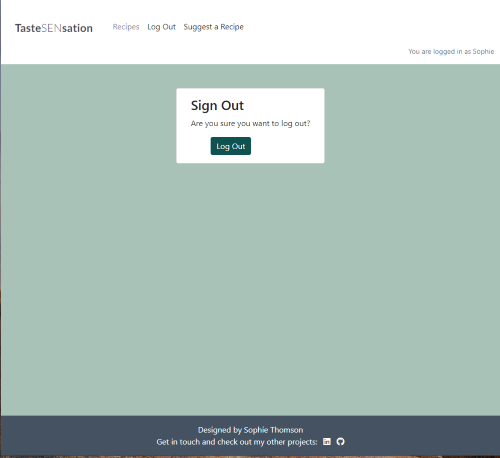 TasteSENsation Recipes Log Out Suggest a Recipe
You are logged in as Sophie
Sign Out
Are you sure you want to log out?
Log Out
Designed by Sophie Thomson
Get in touch and check out my other projects: